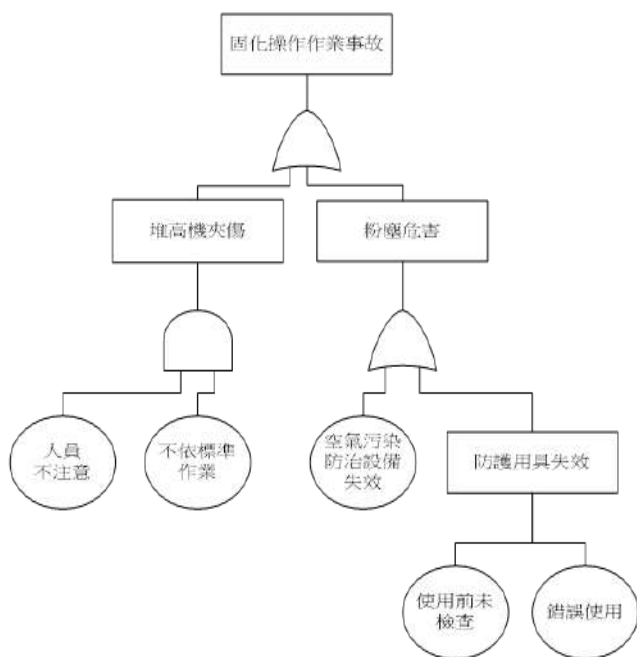 固化操作作業事故
堆高機夾傷
粉塵危害
人員
不注意
不依標準
作業
空氣污染
防治設備
失效
防護用具失效
使用前未
檢查
錯誤使用